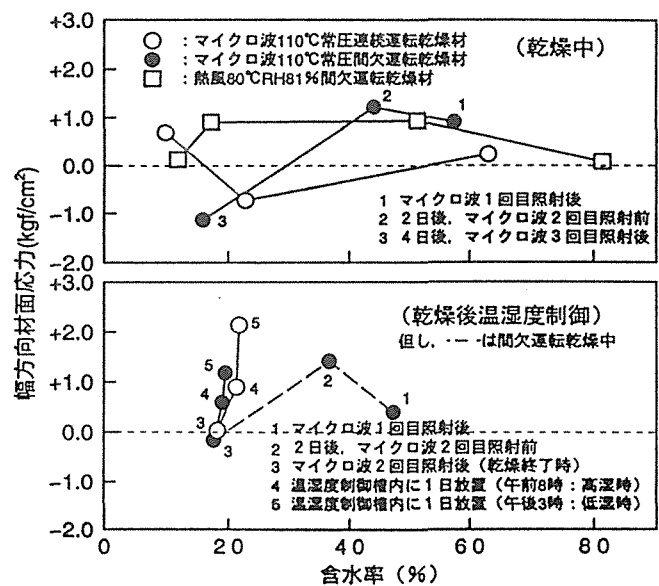 +3.0
+2.0
+1.0
0.0
-1.0
-2.0
○ : マイクロ波110℃常圧連続運転乾燥材
● : マイクロ波110℃常圧間欠運転乾燥材
□ : 熱風80℃RH81%間欠運転乾燥材
(乾燥中)
2
1
3
1 マイクロ波1回目照射後
2 2日後, マイクロ波2回目照射前
3 4日後, マイクロ波3回目照射後
幅方向材面応力(kgf/cm²)
+3.0
+2.0
+1.0
0.0
-1.0
-2.0
(乾燥後温湿度制御)
但し, -・-は間欠運転乾燥中
5
5
4
4
3
3
2
1
1 マイクロ波1回目照射後
2 2日後, マイクロ波2回目照射前
3 マイクロ波2回目照射後 (乾燥終了時)
4 温湿度制御槽内に1日放置 (午前8時:高湿時)
5 温湿度制御槽内に1日放置 (午後3時:低湿時)
0 20 40 60 80
含水率 (%)